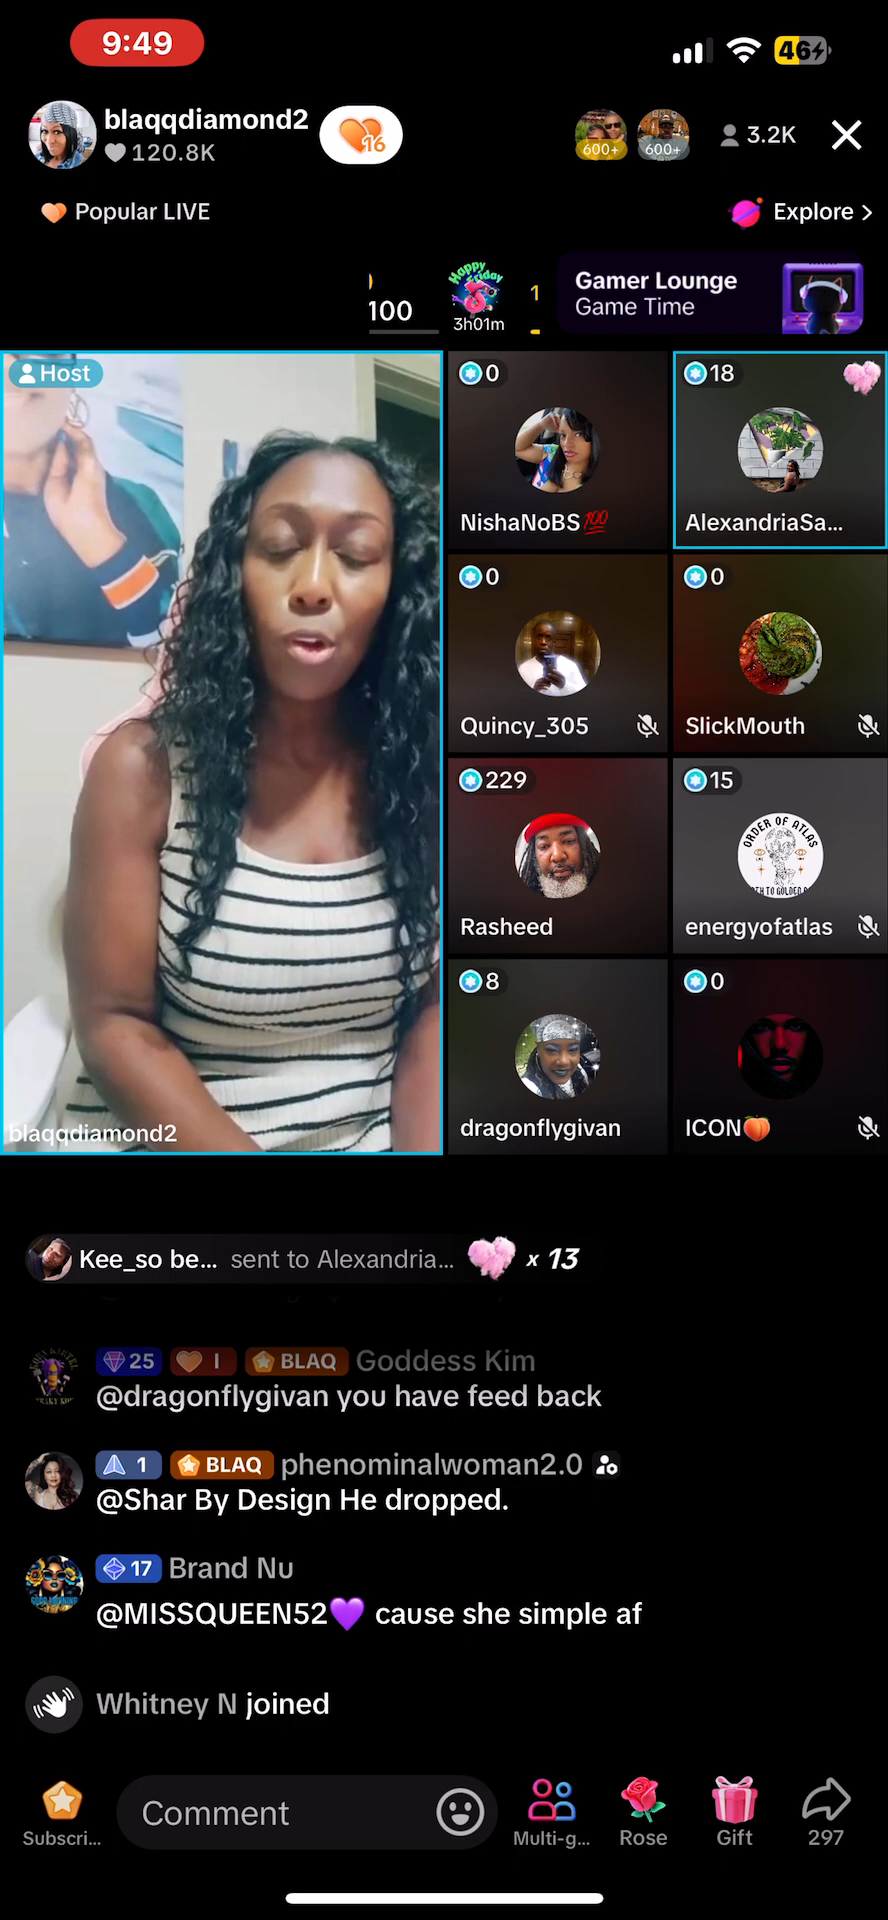 9:49
46
blaqqdiamond2
120.8K
16
600+
600+
3.2K
Popular LIVE
Explore >
100
Happy Friday
3h01m
1
Gamer Lounge
Game Time
Host
0
NishaNoBS💯
18
AlexandriaSa...
0
Quincy_305
0
SlickMouth
229
Rasheed
15
ORDER OF ATLAS
energyofatlas
8
dragonflygivan
0
ICON🍑
blaqqdiamond2
Kee_so be... sent to Alexandria... x 13
25 I BLAQ Goddess Kim
@dragonflygivan you have feed back
1 BLAQ phenominalwoman2.0
@Shar By Design He dropped.
17 Brand Nu
@MISSQUEEN52💜 cause she simple af
Whitney N joined
Comment
Subscri...
Multi-g...
Rose
Gift
297